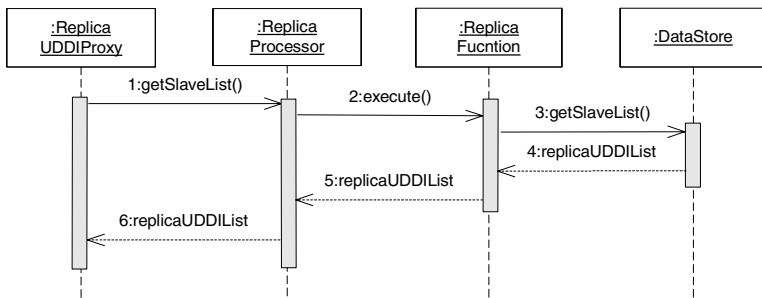 :Replica
UDDIProxy
:Replica
Processor
:Replica
Fucntion
:DataStore
1:getSlaveList()
2:execute()
3:getSlaveList()
4:replicaUDDIList
5:replicaUDDIList
6:replicaUDDIList